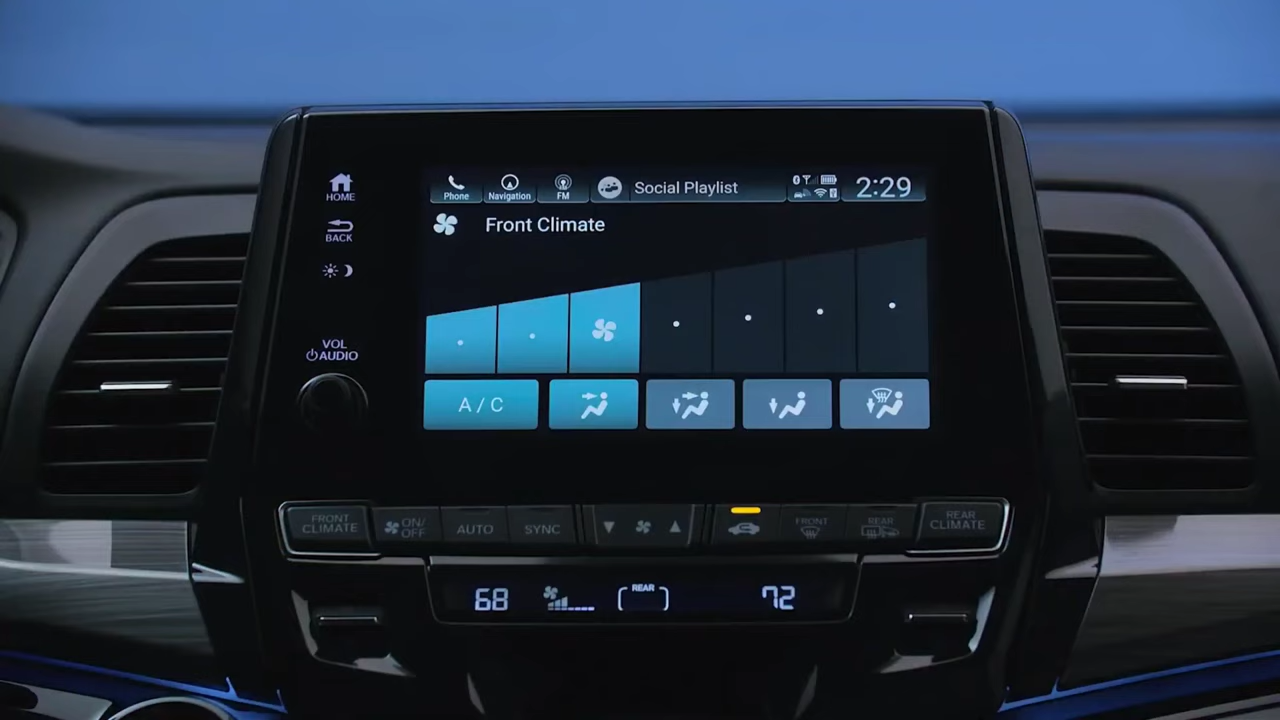 HOME
BACK
VOL
AUDIO
Phone
Navigation
FM
Social Playlist
2:29
Front Climate
A/C
FRONT
CLIMATE
ON/
OFF
AUTO
SYNC
FRONT
REAR
REAR
CLIMATE
68
REAR
72